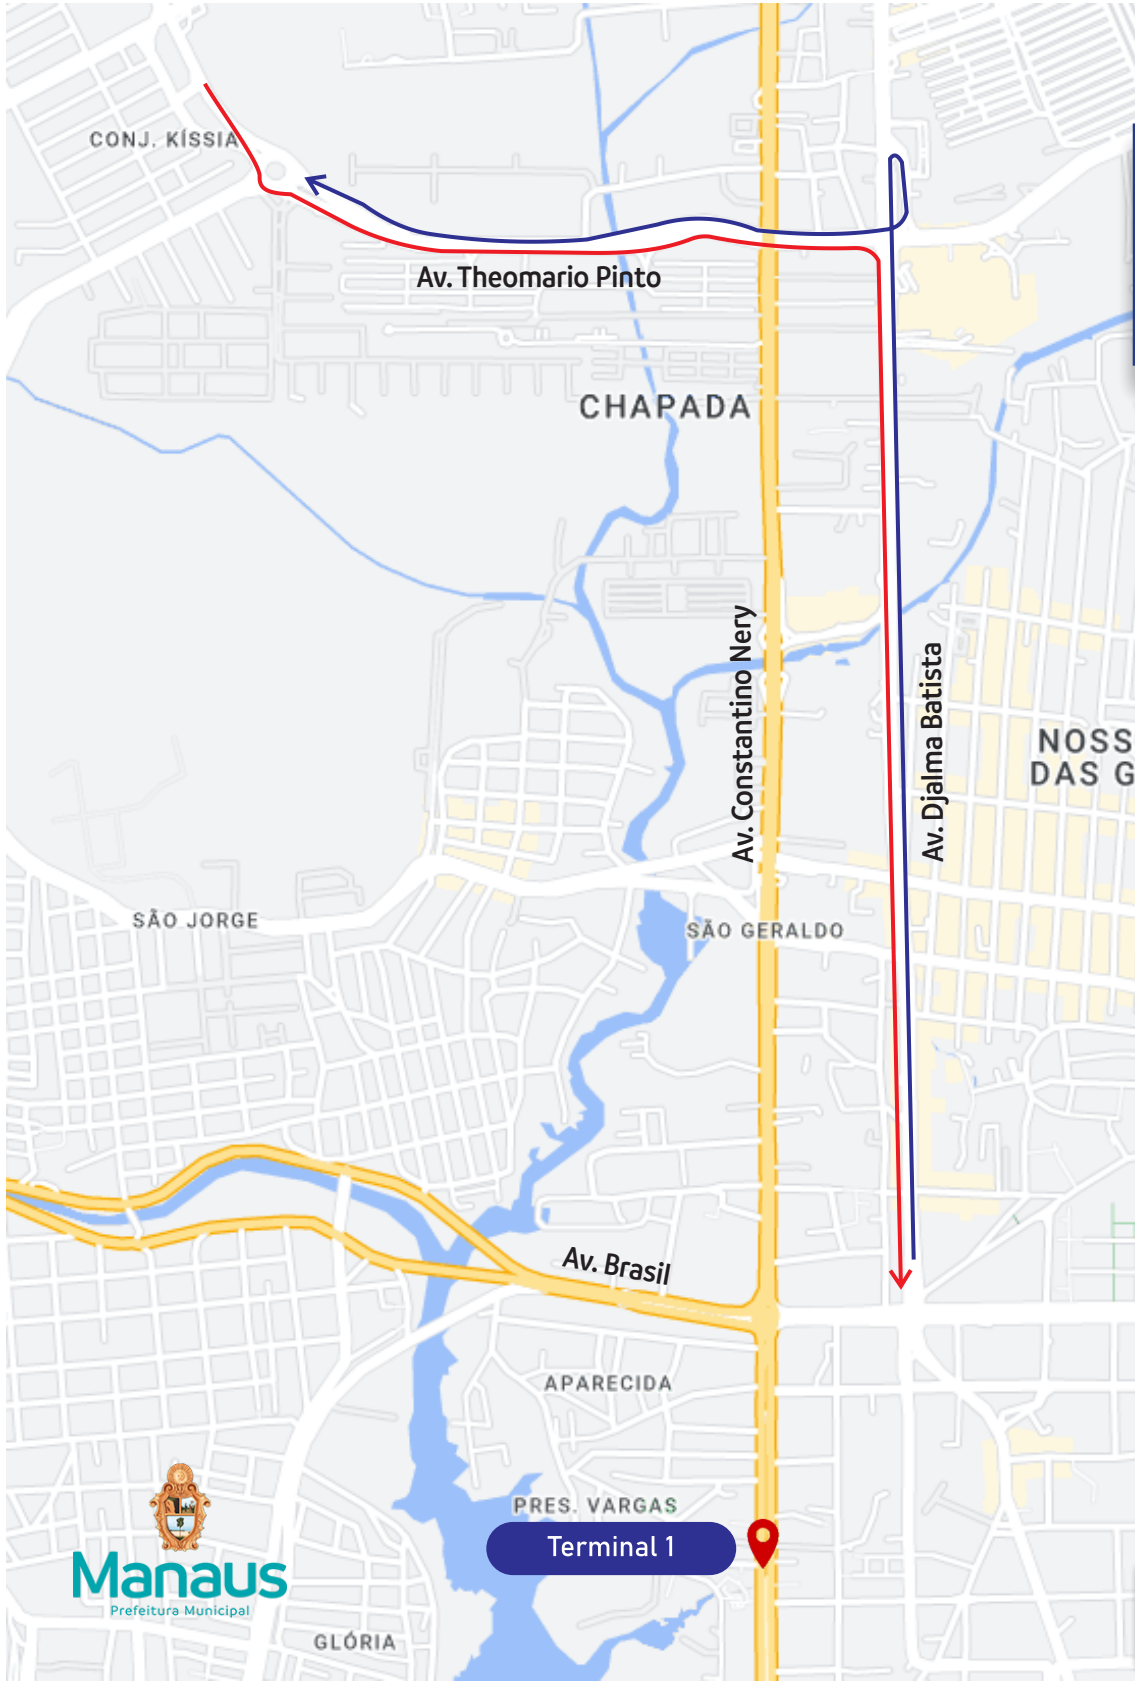 CONJ. KÍSSIA
Av. Theomario Pinto
CHAPADA
Av. Constantino Nery
Av. Djalma Batista
NOSS
DAS G
SÃO JORGE
SÃO GERALDO
Av. Brasil
APARECIDA
PRES. VARGAS
Terminal 1
Manaus
Prefeitura Municipal
GLÓRIA